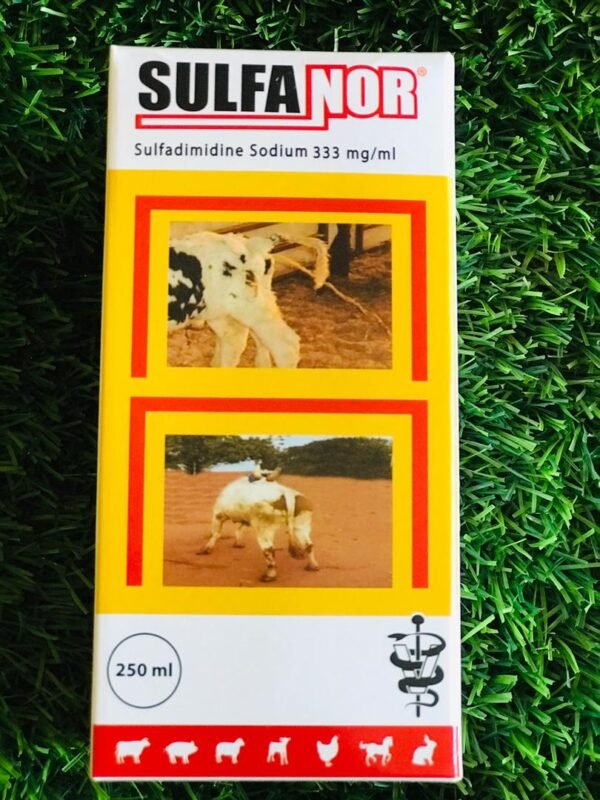 SULFANOR®
Sulfadimidine Sodium 333 mg/ml
250 ml
V